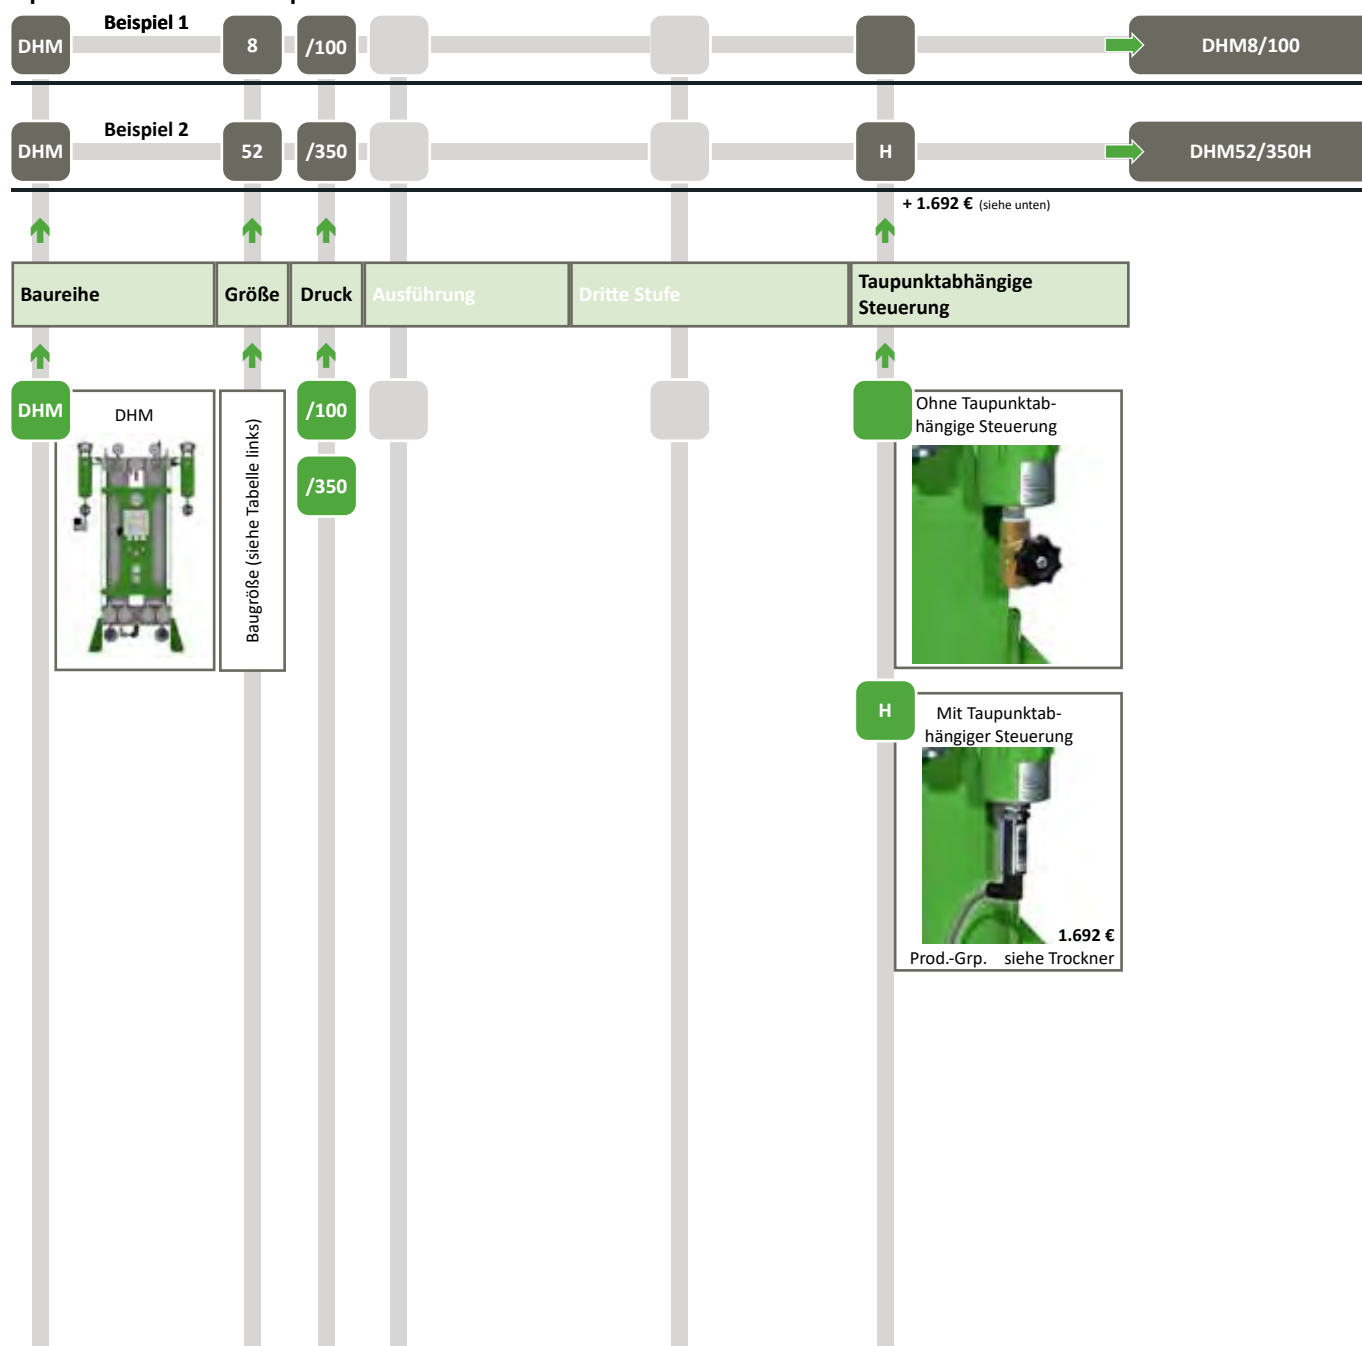 Beispiel 1
DHM 8 /100 DHM8/100
Beispiel 2
DHM 52 /350 H DHM52/350H
+ 1.692 € (siehe unten)
Baureihe Größe Druck Ausführung Dritte Stufe Taupunktabhängige
Steuerung
DHM
DHM
Baugröße (siehe Tabelle links)
/100
/350
Ohne Taupunktab-
hängige Steuerung
H
Mit Taupunktab-
hängiger Steuerung
1.692 €
Prod.-Grp. siehe Trockner